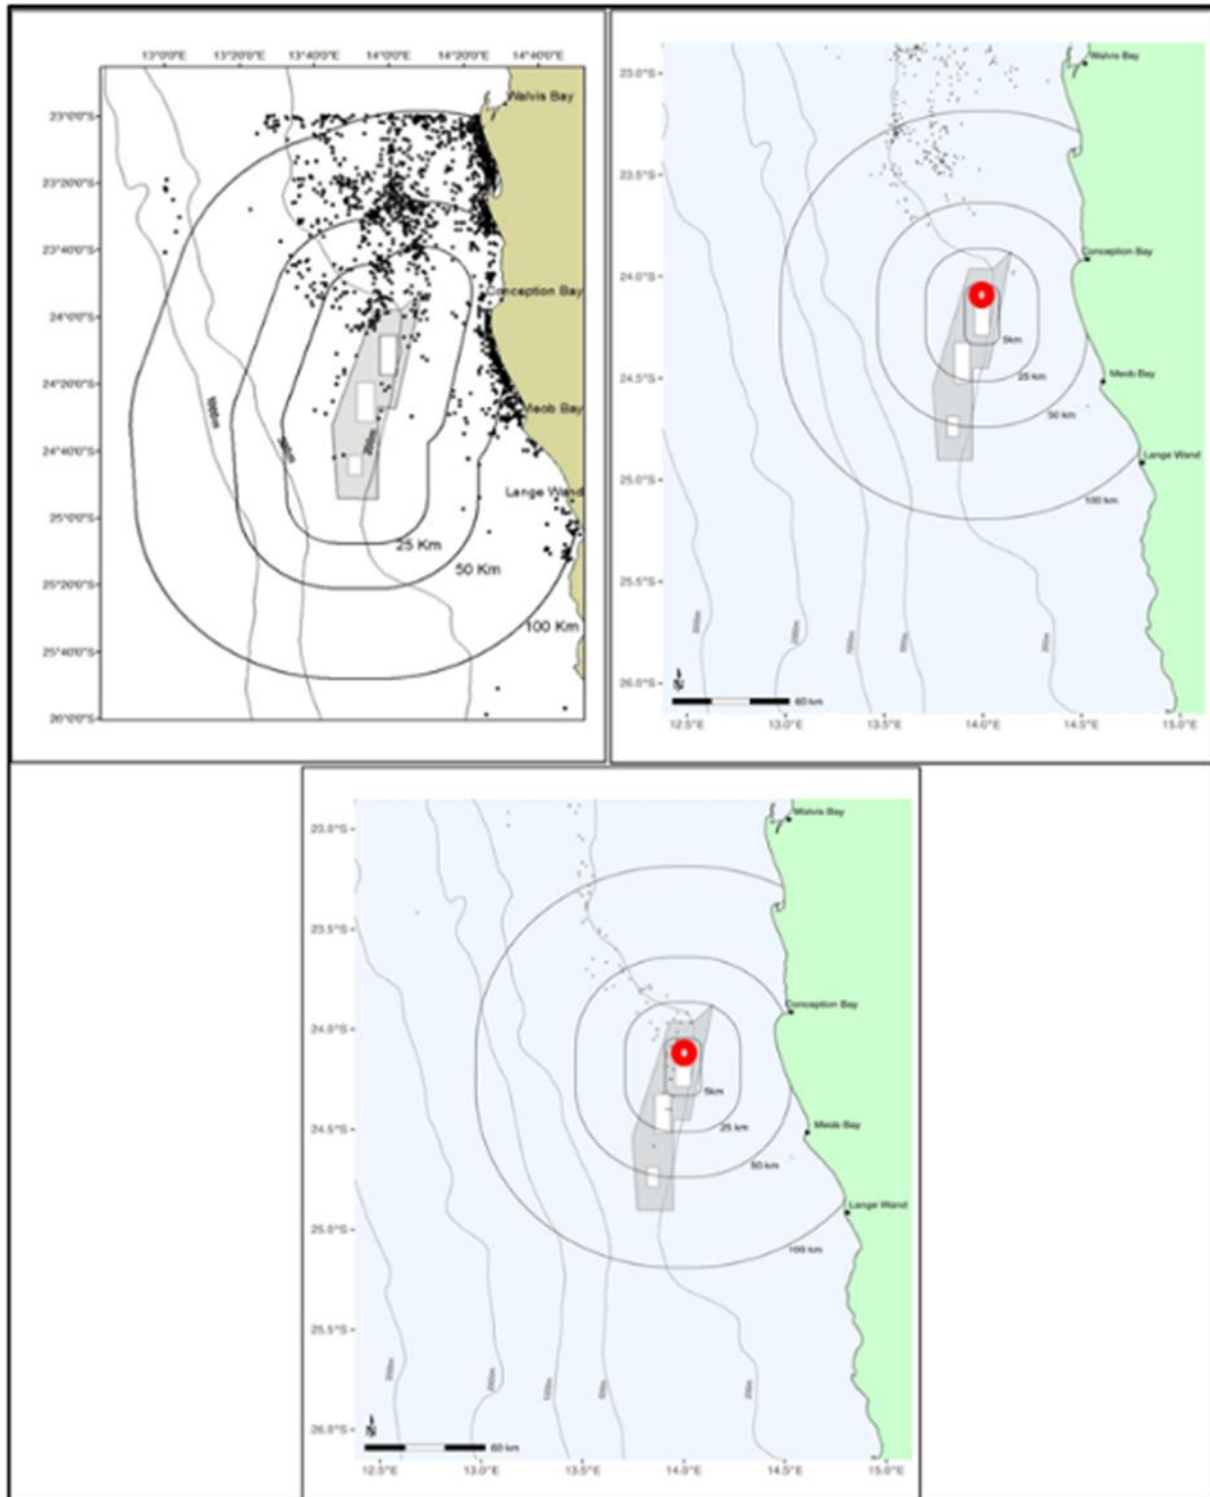 13°0'0"E 13°20'0"E 13°40'0"E 14°0'0"E 14°20'0"E 14°40'0"E
Walvis Bay
23°0'0"S
23°20'0"S
23°40'0"S
Conception Bay
24°0'0"S
24°20'0"S
1000m
200m
Meob Bay
24°40'0"S
Lange Wand
25°0'0"S
25 Km
25°20'0"S
50 Km
100 Km
25°40'0"S
26°0'0"S
Walvis Bay
23.0°S
23.5°S
Conception Bay
24.0°S
5km
25 km
Meob Bay
24.5°S
50 km
Lange Wand
100 km
25.0°S
25.5°S
200m
26.0°S
N
60 km
12.5°E 13.0°E 13.5°E 14.0°E 14.5°E 15.0°E
Walvis Bay
23.0°S
23.5°S
Conception Bay
24.0°S
5km
25 km
Meob Bay
24.5°S
50 km
Lange Wand
100 km
25.0°S
25.5°S
26.0°S
N
60 km
12.5°E 13.0°E 13.5°E 14.0°E 14.5°E 15.0°E